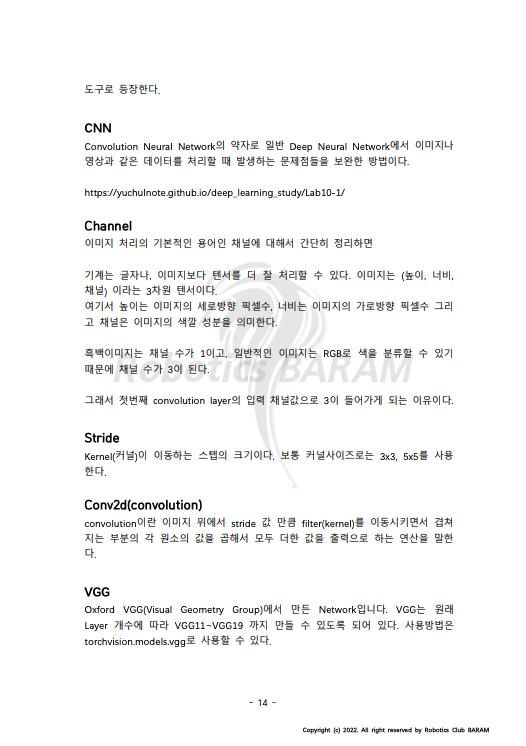 도구로 등장한다.
CNN
Convolution Neural Network의 약자로 일반 Deep Neural Network에서 이미지나
영상과 같은 데이터를 처리할 때 발생하는 문제점들을 보완한 방법이다.
https://yuchulnote.github.io/deep_learning_study/Lab10-1/
Channel
이미지 처리의 기본적인 용어인 채널에 대해서 간단히 정리하면
기계는 글자나, 이미지보다 텐서를 더 잘 처리할 수 있다. 이미지는 (높이, 너비,
채널) 이라는 3차원 텐서이다.
여기서 높이는 이미지의 세로방향 픽셀수, 너비는 이미지의 가로방향 픽셀수 그리
고 채널은 이미지의 색깔 성분을 의미한다.
흑백이미지는 채널 수가 1이고, 일반적인 이미지는 RGB로 색을 분류할 수 있기
때문에 채널 수가 3이 된다.
Robotics BARAM
그래서 첫번째 convolution layer의 입력 채널값으로 3이 들어가게 되는 이유이다.
Stride
Kernel(커널)이 이동하는 스텝의 크기이다. 보통 커널사이즈로는 3x3, 5x5를 사용
한다.
Conv2d(convolution)
convolution이란 이미지 위에서 stride 값 만큼 filter(kernel)를 이동시키면서 겹쳐
지는 부분의 각 원소의 값을 곱해서 모두 더한 값을 출력으로 하는 연산을 말한
다.
VGG
Oxford VGG(Visual Geometry Group)에서 만든 Network입니다. VGG는 원래
Layer 개수에 따라 VGG11~VGG19 까지 만들 수 있도록 되어 있다. 사용방법은
torchvision.models.vgg로 사용할 수 있다.
- 14 -
Copyright (c) 2022. All right reserved by Robotics Club BARAM